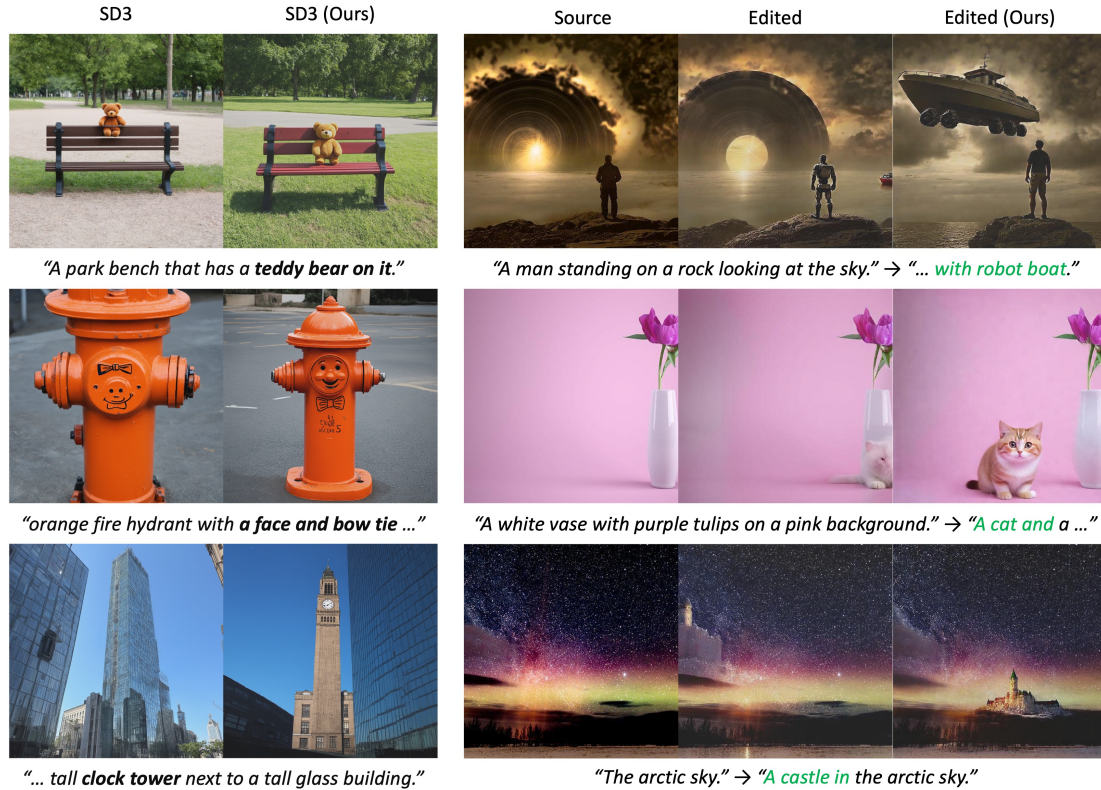 SD3
SD3 (Ours)
Source
Edited
Edited (Ours)
“A park bench that has a teddy bear on it.”
“A man standing on a rock looking at the sky.” → “… with robot boat.”
“orange fire hydrant with a face and bow tie …”
“A white vase with purple tulips on a pink background.” → “A cat and a …”
“… tall clock tower next to a tall glass building.”
“The arctic sky.” → “A castle in the arctic sky.”